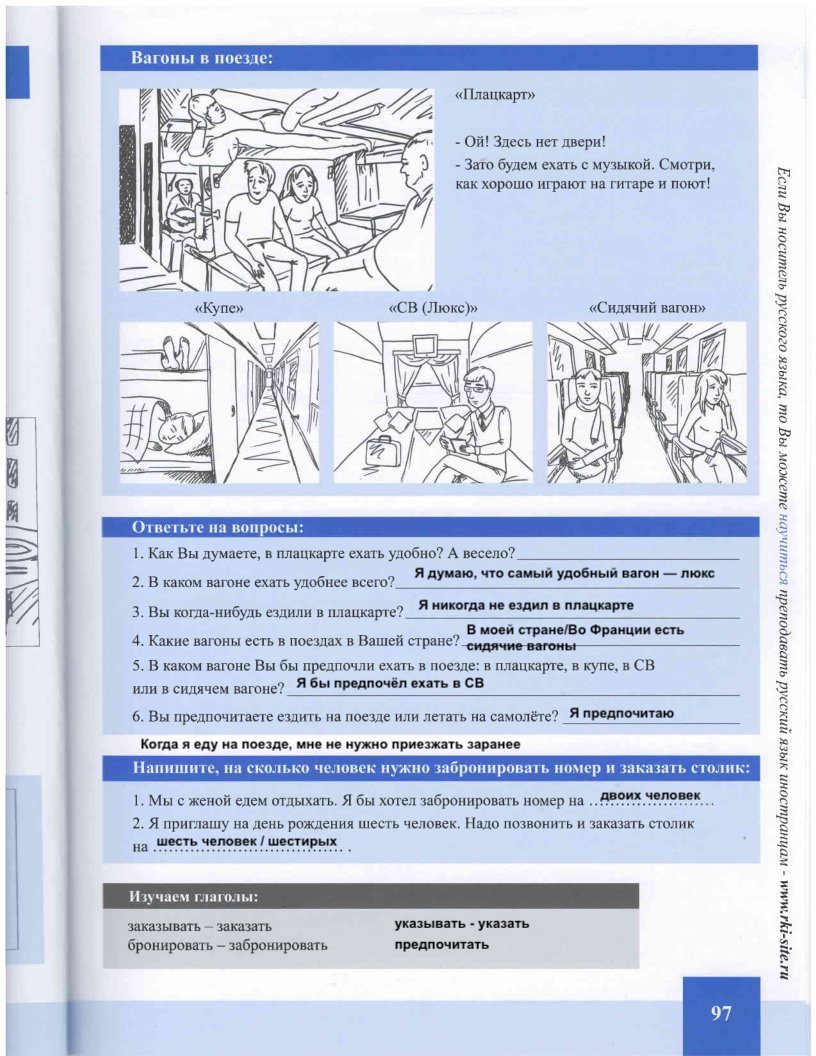 Вагоны в поезде:
«Плацкарт»
- Ой! Здесь нет двери!
- Зато будем ехать с музыкой. Смотри,
как хорошо играют на гитаре и поют!
«Купе»
«СВ (Люкс)»
«Сидячий вагон»
Ответьте на вопросы:
1. Как Вы думаете, в плацкарте ехать удобно? А весело?
2. В каком вагоне ехать удобнее всего? Я думаю, что самый удобный вагон — люкс
3. Вы когда-нибудь ездили в плацкарте? Я никогда не ездил в плацкарте
4. Какие вагоны есть в поездах в Вашей стране? В моей стране/Во Франции есть
сидячие вагоны
5. В каком вагоне Вы бы предпочли ехать в поезде: в плацкарте, в купе, в СВ
или в сидячем вагоне? Я бы предпочёл ехать в СВ
6. Вы предпочитаете ездить на поезде или летать на самолёте? Я предпочитаю
Когда я еду на поезде, мне не нужно приезжать заранее
Напишите, на сколько человек нужно забронировать номер и заказать столик:
1. Мы с женой едем отдыхать. Я бы хотел забронировать номер на двоих человек
2. Я приглашу на день рождения шесть человек. Надо позвонить и заказать столик
на шесть человек / шестирых .
Изучаем глаголы:
заказывать – заказать указывать - указать
бронировать – забронировать предпочитать
97
Если Вы носитель русского языка, то Вы можете научиться преподавать русский язык иностранцам - www.rki-site.ru